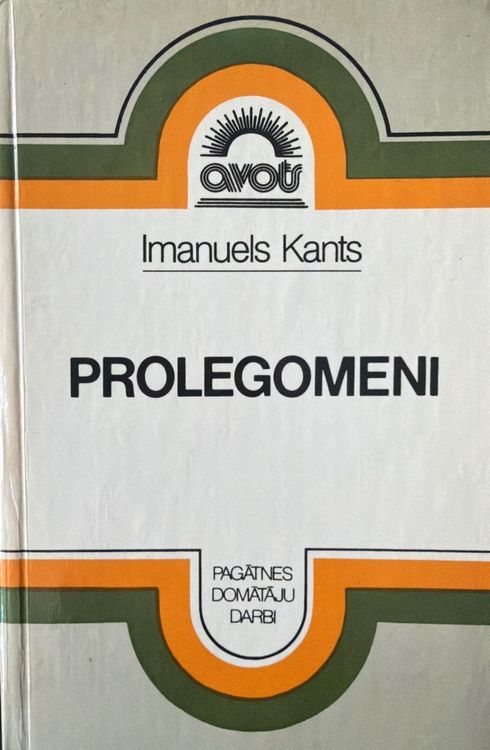 avots
Imanuels Kants
PROLEGOMENI
PAGĀTNES
DOMĀTĀJU
DARBI